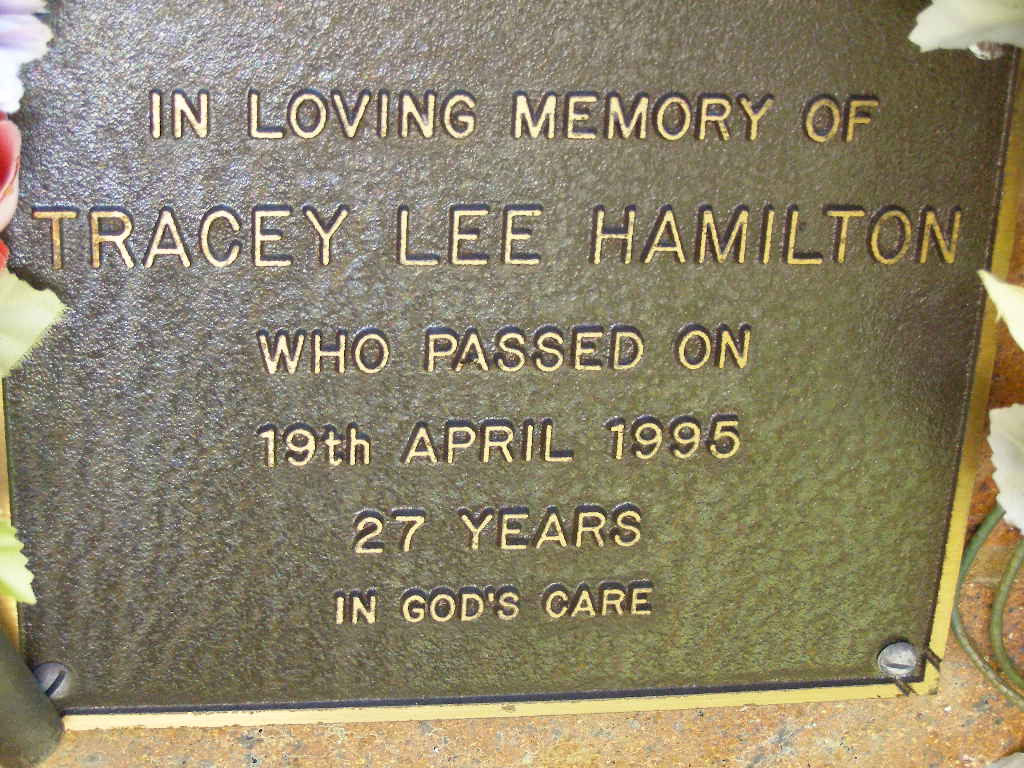 IN LOVING MEMORY OF
TRACEY LEE HAMILTON
WHO PASSED ON
19th APRIL 1995
27 YEARS
IN GOD'S CARE